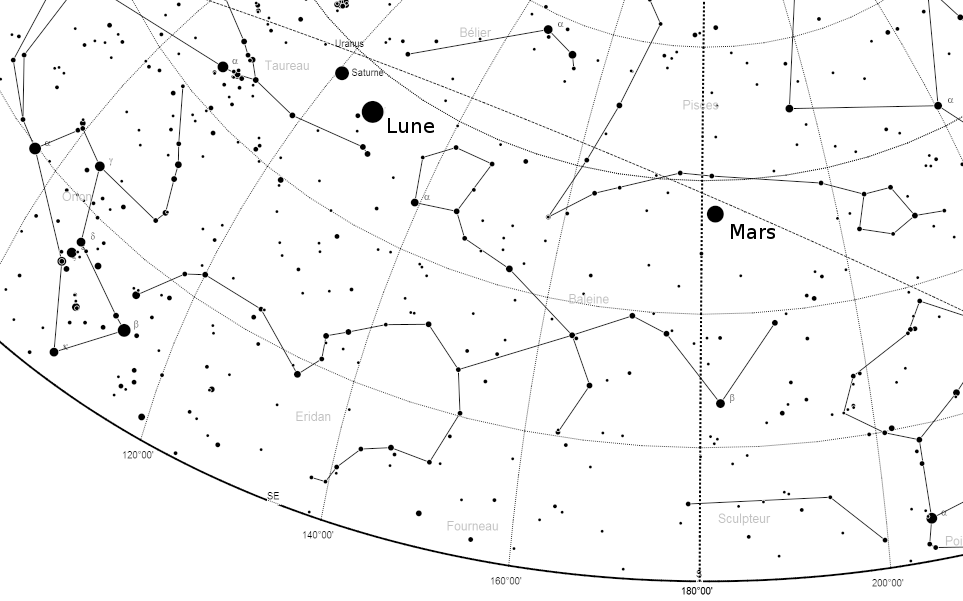 Bélier
α
Uranus
α
Taureau
Saturne
Pisces
α
Lune
α
γ
Orion
α
Mars
δ
Baleine
β
κ
β
Eridan
120°00'
SE
α
Fourneau
Sculpteur
140°00'
Poi
S
160°00'
180°00'
200°00'